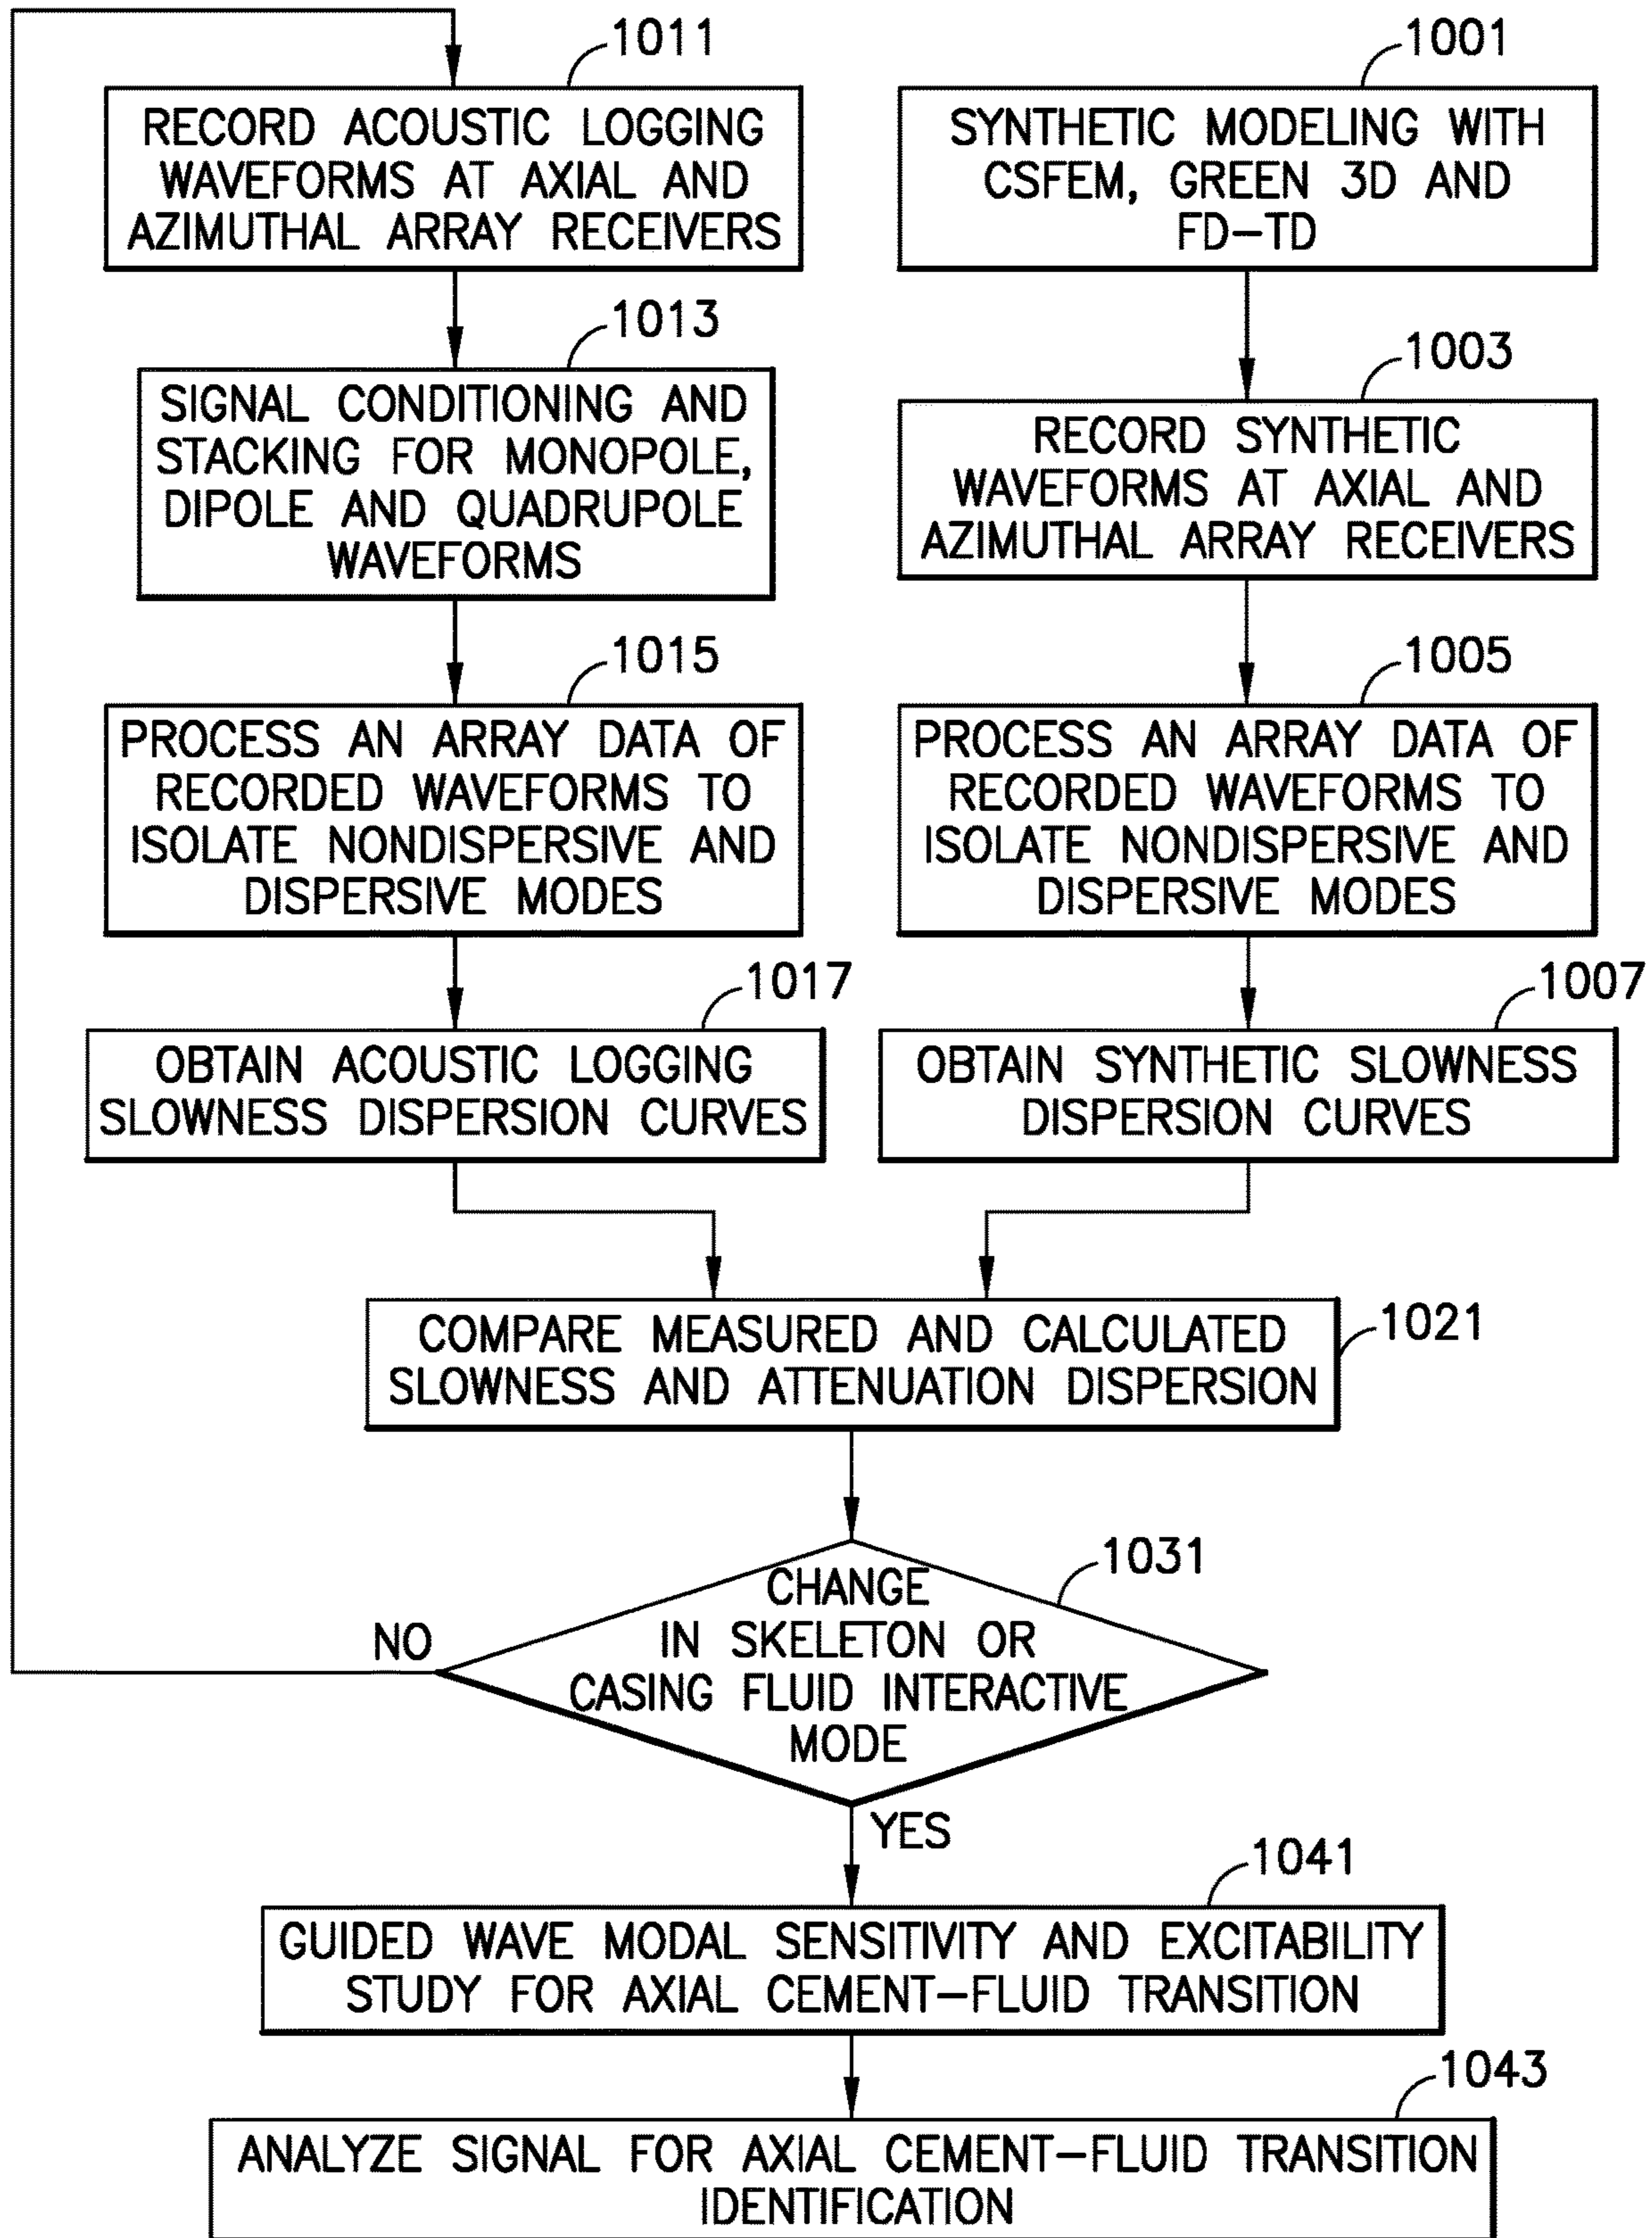 1011
RECORD ACOUSTIC LOGGING
WAVEFORMS AT AXIAL AND
AZIMUTHAL ARRAY RECEIVERS
1013
SIGNAL CONDITIONING AND
STACKING FOR MONOPOLE,
DIPOLE AND QUADRUPOLE
WAVEFORMS
1015
PROCESS AN ARRAY DATA OF
RECORDED WAVEFORMS TO
ISOLATE NONDISPERSIVE AND
DISPERSIVE MODES
1017
OBTAIN ACOUSTIC LOGGING
SLOWNESS DISPERSION CURVES
1001
SYNTHETIC MODELING WITH
CSFEM, GREEN 3D AND
FD-TD
1003
RECORD SYNTHETIC
WAVEFORMS AT AXIAL AND
AZIMUTHAL ARRAY RECEIVERS
1005
PROCESS AN ARRAY DATA OF
RECORDED WAVEFORMS TO
ISOLATE NONDISPERSIVE AND
DISPERSIVE MODES
1007
OBTAIN SYNTHETIC SLOWNESS
DISPERSION CURVES
1021
COMPARE MEASURED AND CALCULATED
SLOWNESS AND ATTENUATION DISPERSION
1031
CHANGE
IN SKELETON OR
CASING FLUID INTERACTIVE
MODE
NO
YES
1041
GUIDED WAVE MODAL SENSITIVITY AND EXCITABILITY
STUDY FOR AXIAL CEMENT-FLUID TRANSITION
1043
ANALYZE SIGNAL FOR AXIAL CEMENT-FLUID TRANSITION
IDENTIFICATION